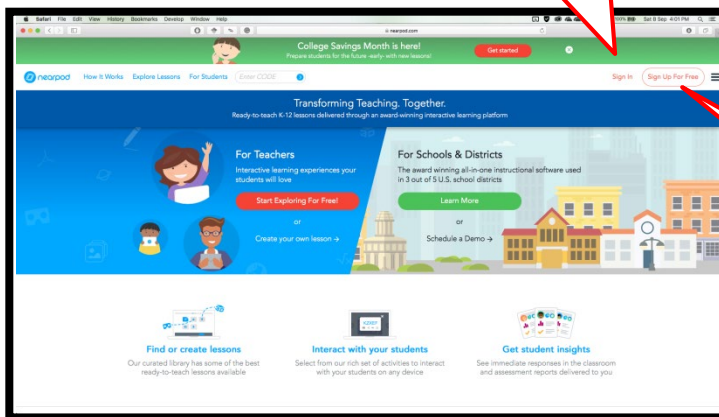 Safari File Edit View History Bookmarks Develop Window Help
100% Sat 8 Sep 4:01 PM
nearpod.com
College Savings Month is here!
Prepare students for the future -early- with new lessons!
Get started
nearpod How It Works Explore Lessons For Students Enter CODE Sign In Sign Up For Free
Transforming Teaching. Together.
Ready-to-teach K-12 lessons delivered through an award-winning interactive learning platform
For Teachers
Interactive learning experiences your
students will love
Start Exploring For Free!
or
Create your own lesson →
For Schools & Districts
The award winning all-in-one instructional software used
in 3 out of 5 U.S. school districts
Learn More
or
Schedule a Demo →
Find or create lessons
Our curated library has some of the best
ready-to-teach lessons available
Interact with your students
Select from our rich set of activities to interact
with your students on any device
Get student insights
See immediate responses in the classroom
and assessment reports delivered to you